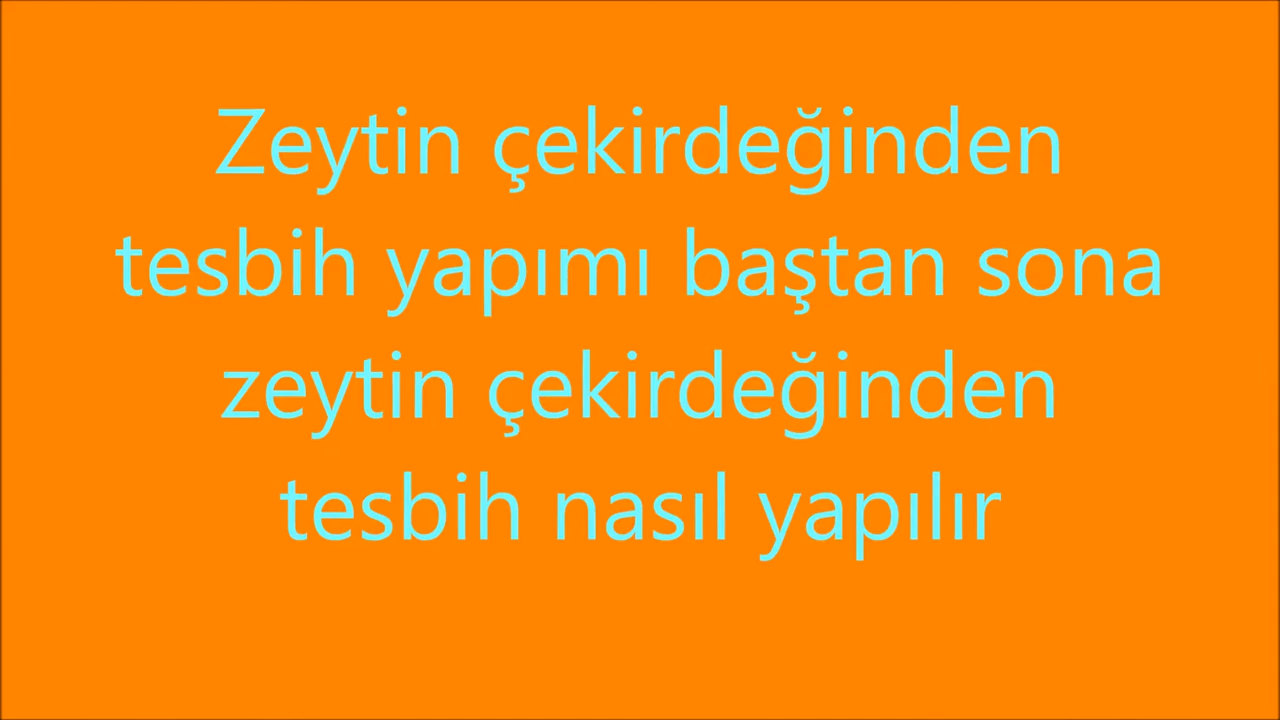 Zeytin çekirdeğinden
tesbih yapımı baştan sona
zeytin çekirdeğinden
tesbih nasıl yapılır